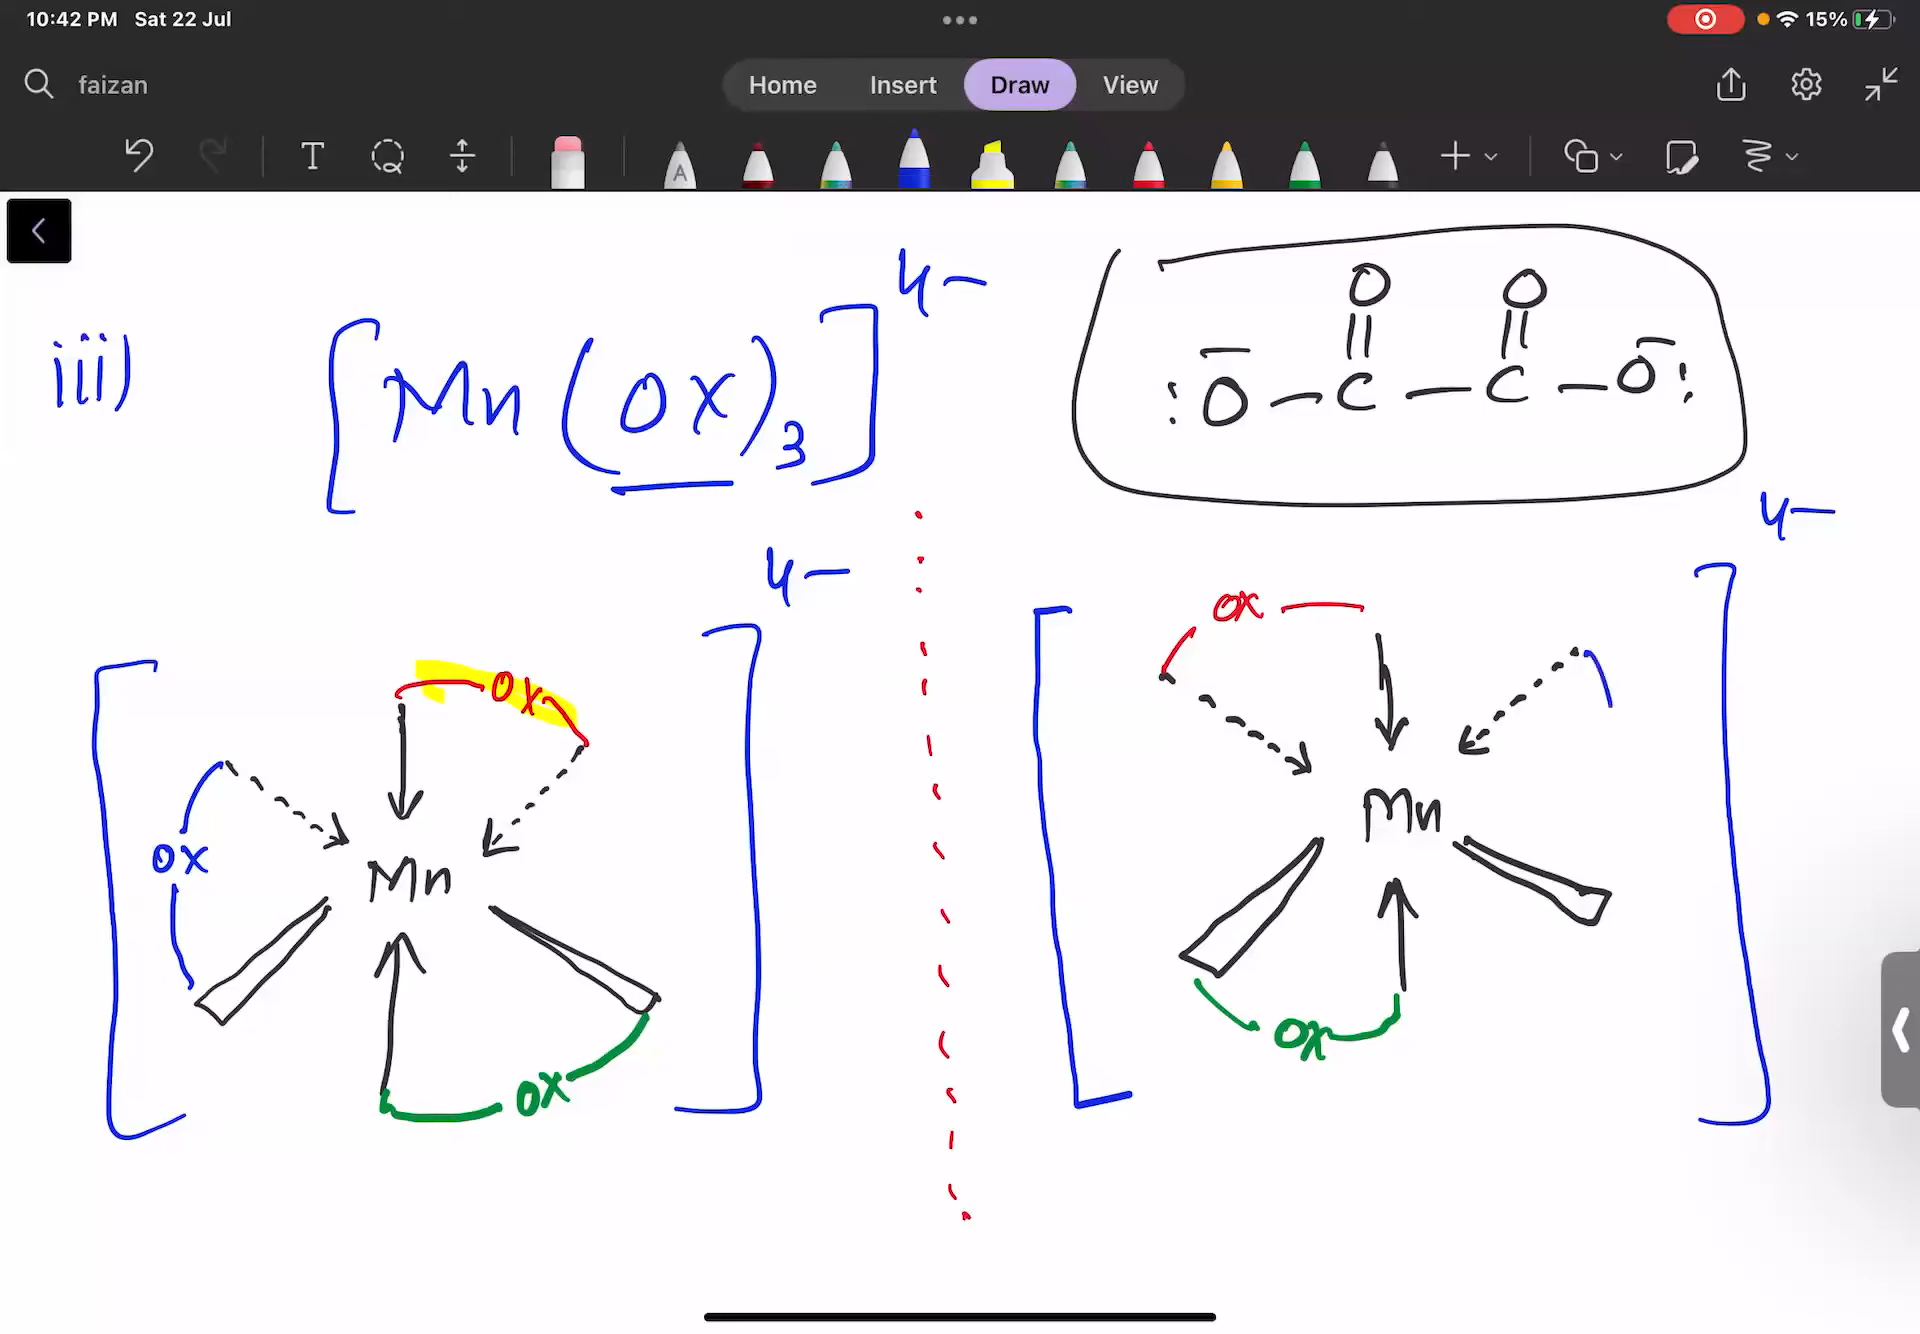 10:42 PM Sat 22 Jul
15%
faizan
Home Insert Draw View
T
A
iii) [Mn(ox)3]4-
O O
|| ||
:Ō-C-C-Ō:
4-
4-
ox
ox
Mn
ox
ox
Mn
ox
ox